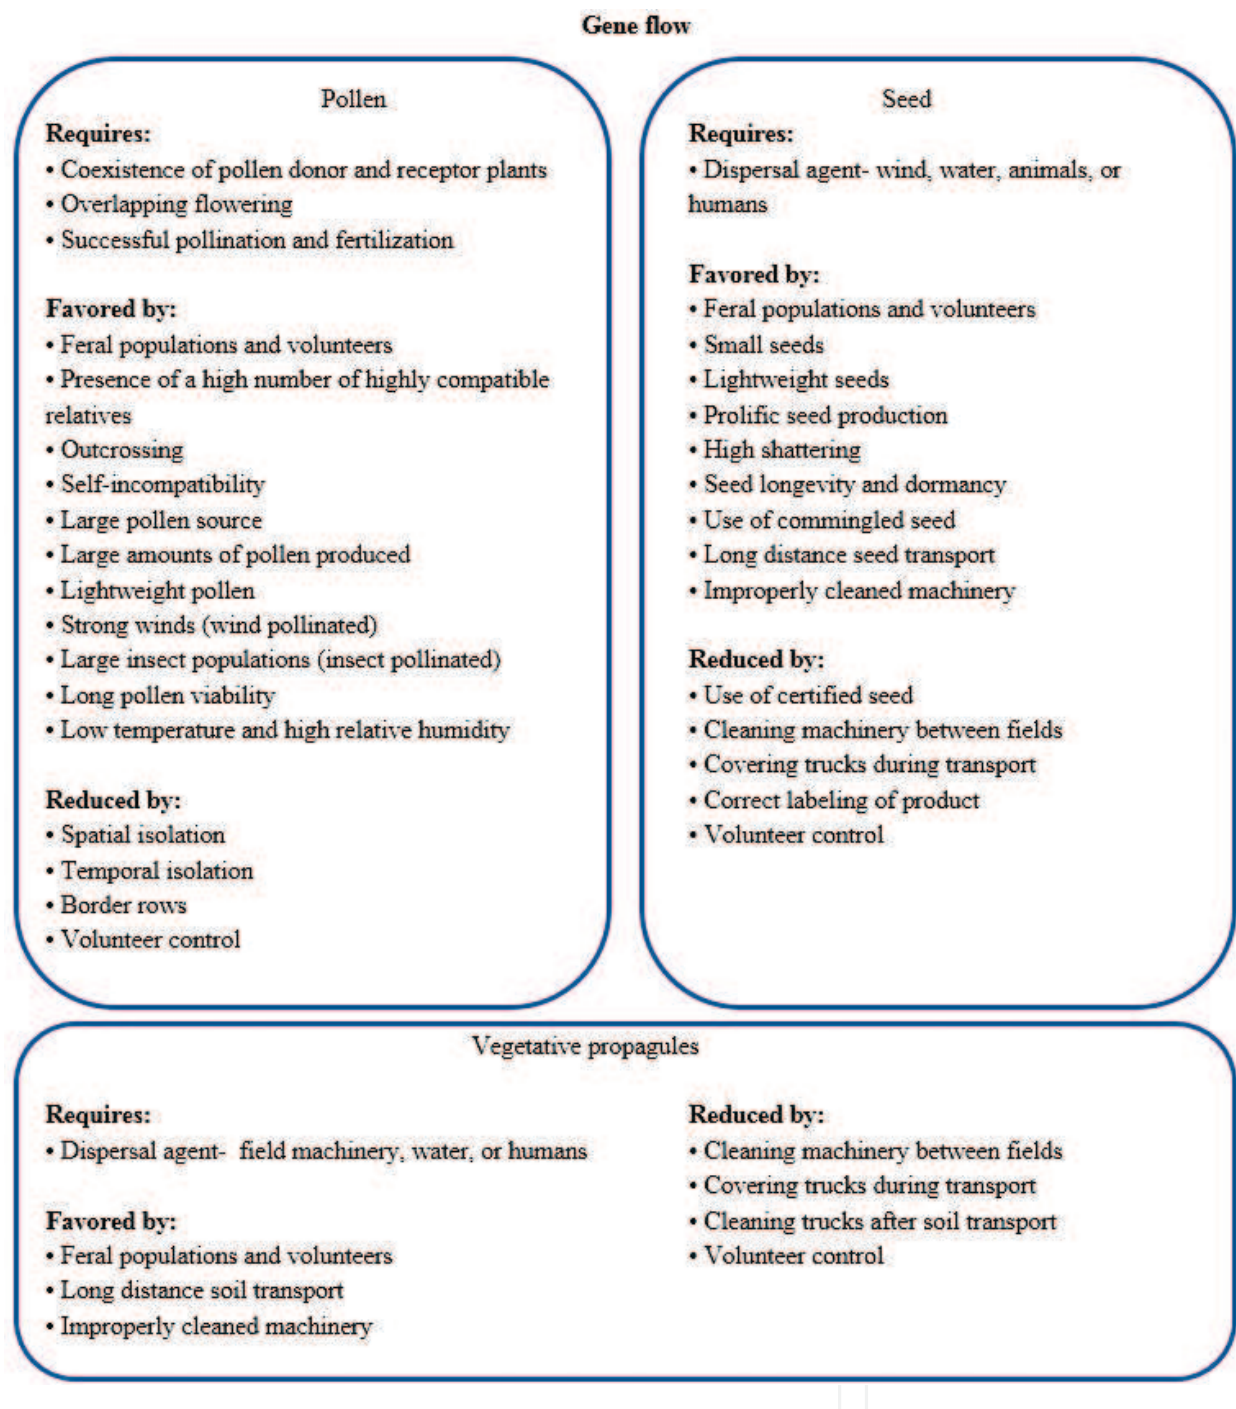 Gene flow
Pollen
Requires:
• Coexistence of pollen donor and receptor plants
• Overlapping flowering
• Successful pollination and fertilization
Favored by:
• Feral populations and volunteers
• Presence of a high number of highly compatible
relatives
• Outcrossing
• Self-incompatibility
• Large pollen source
• Large amounts of pollen produced
• Lightweight pollen
• Strong winds (wind pollinated)
• Large insect populations (insect pollinated)
• Long pollen viability
• Low temperature and high relative humidity
Reduced by:
• Spatial isolation
• Temporal isolation
• Border rows
• Volunteer control
Seed
Requires:
• Dispersal agent- wind, water, animals, or
humans
Favored by:
• Feral populations and volunteers
• Small seeds
• Lightweight seeds
• Prolific seed production
• High shattering
• Seed longevity and dormancy
• Use of commingled seed
• Long distance seed transport
• Improperly cleaned machinery
Reduced by:
• Use of certified seed
• Cleaning machinery between fields
• Covering trucks during transport
• Correct labeling of product
• Volunteer control
Vegetative propagules
Requires:
• Dispersal agent- field machinery, water, or humans
Favored by:
• Feral populations and volunteers
• Long distance soil transport
• Improperly cleaned machinery
Reduced by:
• Cleaning machinery between fields
• Covering trucks during transport
• Cleaning trucks after soil transport
• Volunteer control